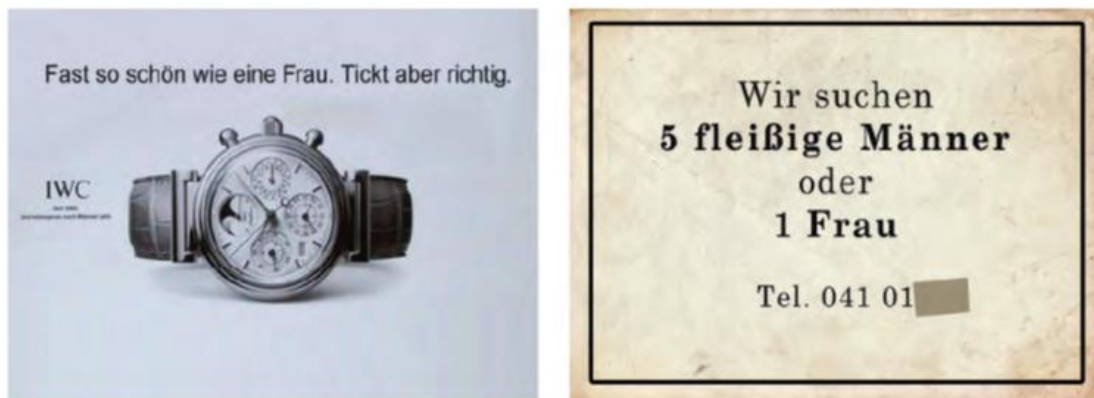 Fast so schön wie eine Frau. Tickt aber richtig.
IWC
Wir suchen
5 fleißige Männer
oder
1 Frau
Tel. 041 01